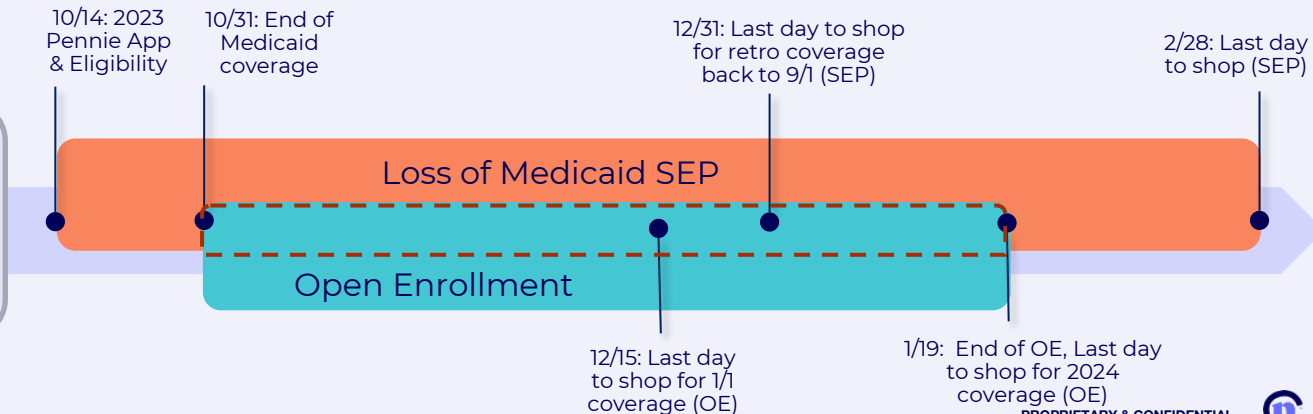 10/14: 2023
Pennie App
& Eligibility
10/31: End of
Medicaid
coverage
12/31: Last day to shop
for retro coverage
back to 9/1 (SEP)
2/28: Last day
to shop (SEP)
Loss of Medicaid SEP
Open Enrollment
12/15: Last day
to shop for 1/1
coverage (OE)
1/19: End of OE, Last day
to shop for 2024
coverage (OE)
PROPRIETARY & CONFIDENTIAL